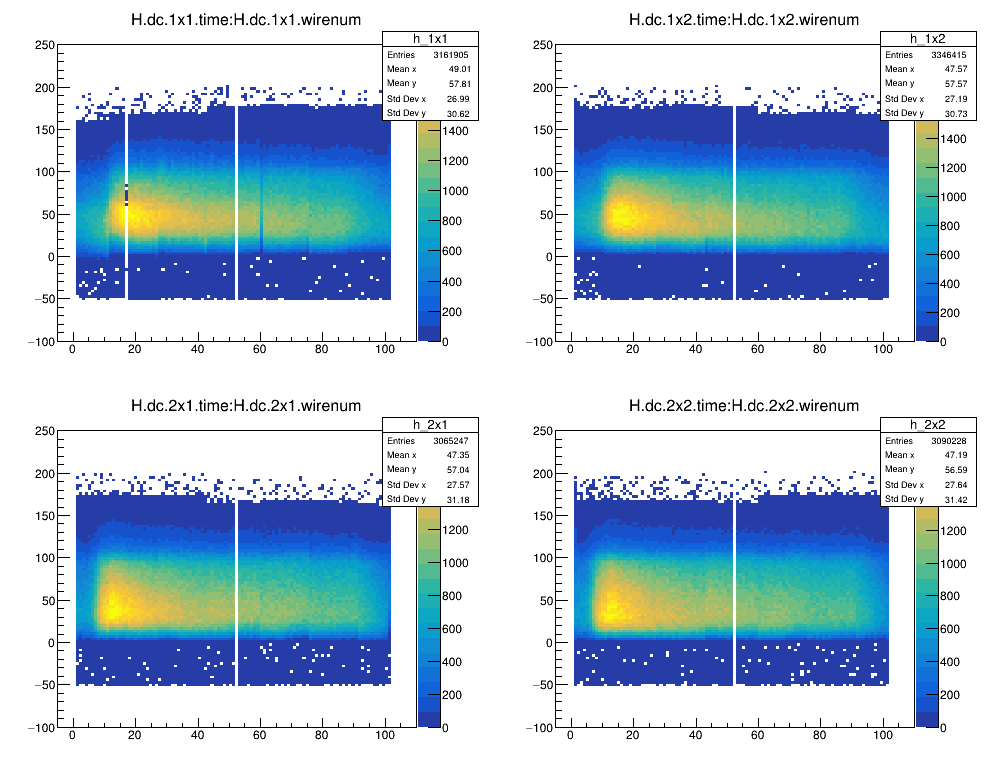 H.dc.1x1.time:H.dc.1x1.wirenum
h_1x1
Entries 3161905
Mean x 49.01
Mean y 57.81
Std Dev x 26.99
Std Dev y 30.62
250
200
150
100
50
0
−50
−100
0 20 40 60 80 100
1400
1200
1000
800
600
400
200
0
H.dc.1x2.time:H.dc.1x2.wirenum
h_1x2
Entries 3346415
Mean x 47.57
Mean y 57.57
Std Dev x 27.19
Std Dev y 30.73
250
200
150
100
50
0
−50
−100
0 20 40 60 80 100
1400
1200
1000
800
600
400
200
0
H.dc.2x1.time:H.dc.2x1.wirenum
h_2x1
Entries 3065247
Mean x 47.35
Mean y 57.04
Std Dev x 27.57
Std Dev y 31.18
250
200
150
100
50
0
−50
−100
0 20 40 60 80 100
1200
1000
800
600
400
200
0
H.dc.2x2.time:H.dc.2x2.wirenum
h_2x2
Entries 3090228
Mean x 47.19
Mean y 56.59
Std Dev x 27.64
Std Dev y 31.42
250
200
150
100
50
0
−50
−100
0 20 40 60 80 100
1200
1000
800
600
400
200
0